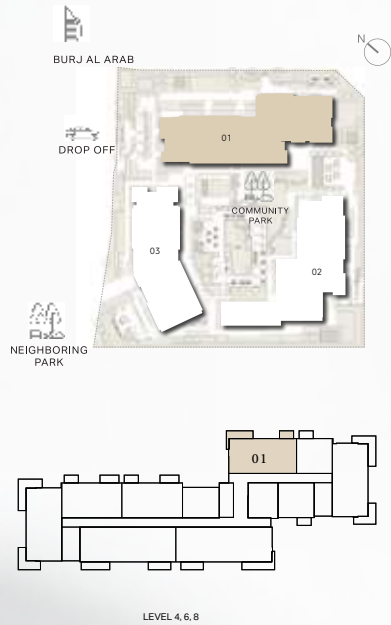 N
BURJ AL ARAB
DROP OFF
01
COMMUNITY
PARK
03
02
NEIGHBORING
PARK
01
LEVEL 4, 6, 8